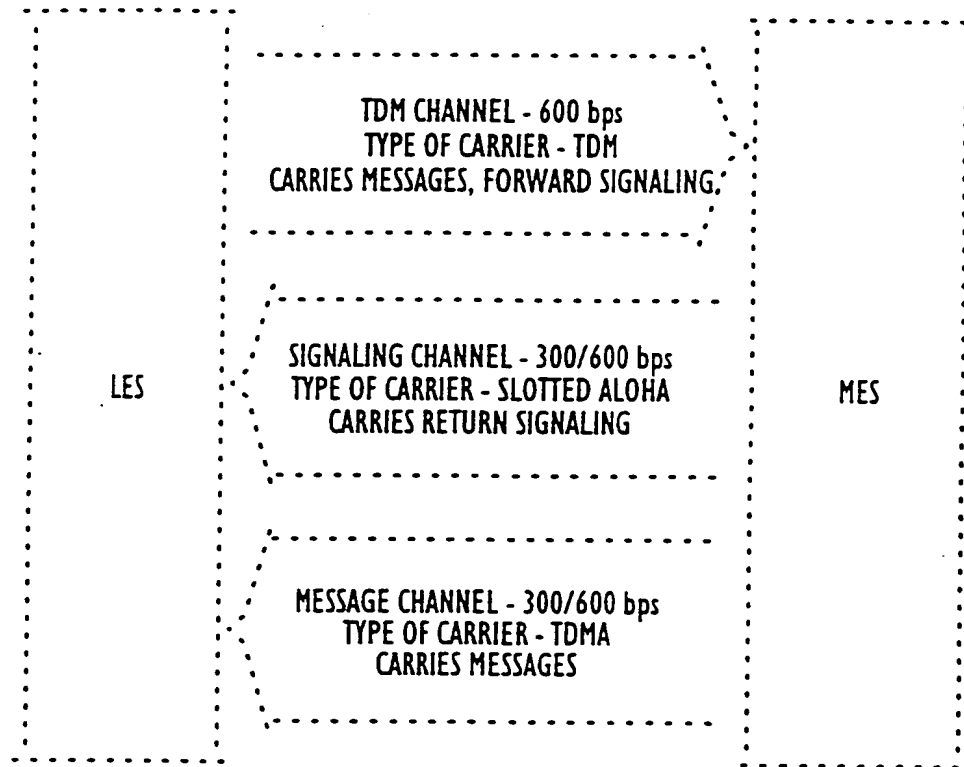 TDM CHANNEL - 600 bps
TYPE OF CARRIER - TDM
CARRIES MESSAGES, FORWARD SIGNALING.
SIGNALING CHANNEL - 300/600 bps
TYPE OF CARRIER - SLOTTED ALOHA
CARRIES RETURN SIGNALING
LES
MES
MESSAGE CHANNEL - 300/600 bps
TYPE OF CARRIER - TDMA
CARRIES MESSAGES